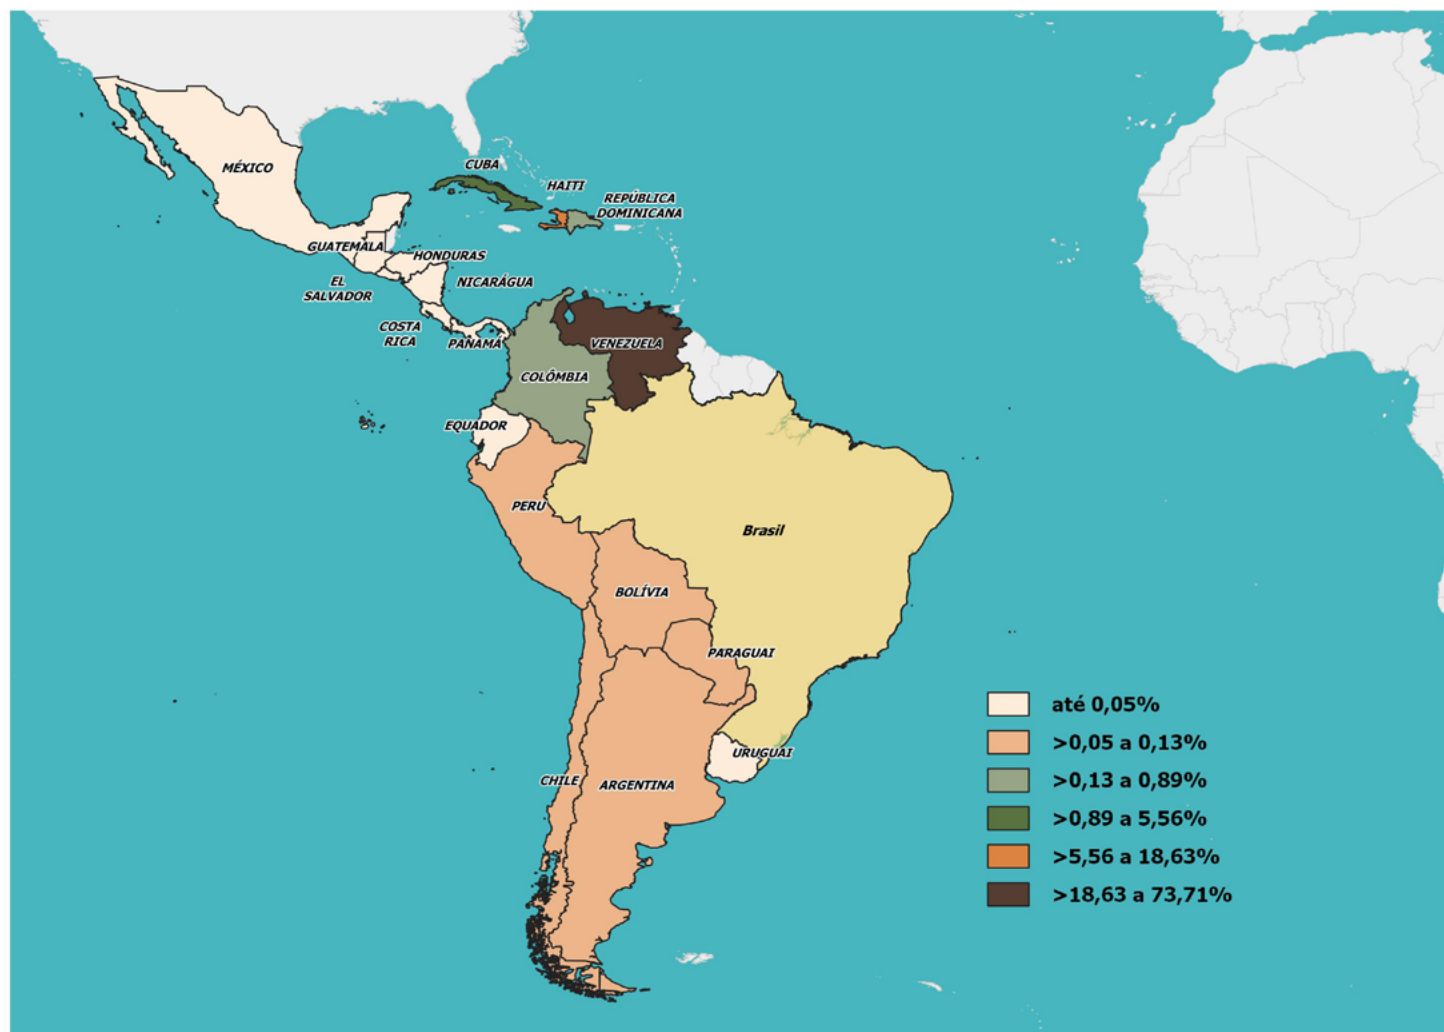 MÉXICO
CUBA
HAITI
REPÚBLICA
DOMINICANA
GUATEMALA
HONDURAS
EL
SALVADOR
NICARÁGUA
COSTA
RICA
PANAMÁ
VENEZUELA
COLÔMBIA
EQUADOR
PERU
Brasil
BOLÍVIA
PARAGUAI
URUGUAI
CHILE
ARGENTINA
até 0,05%
>0,05 a 0,13%
>0,13 a 0,89%
>0,89 a 5,56%
>5,56 a 18,63%
>18,63 a 73,71%